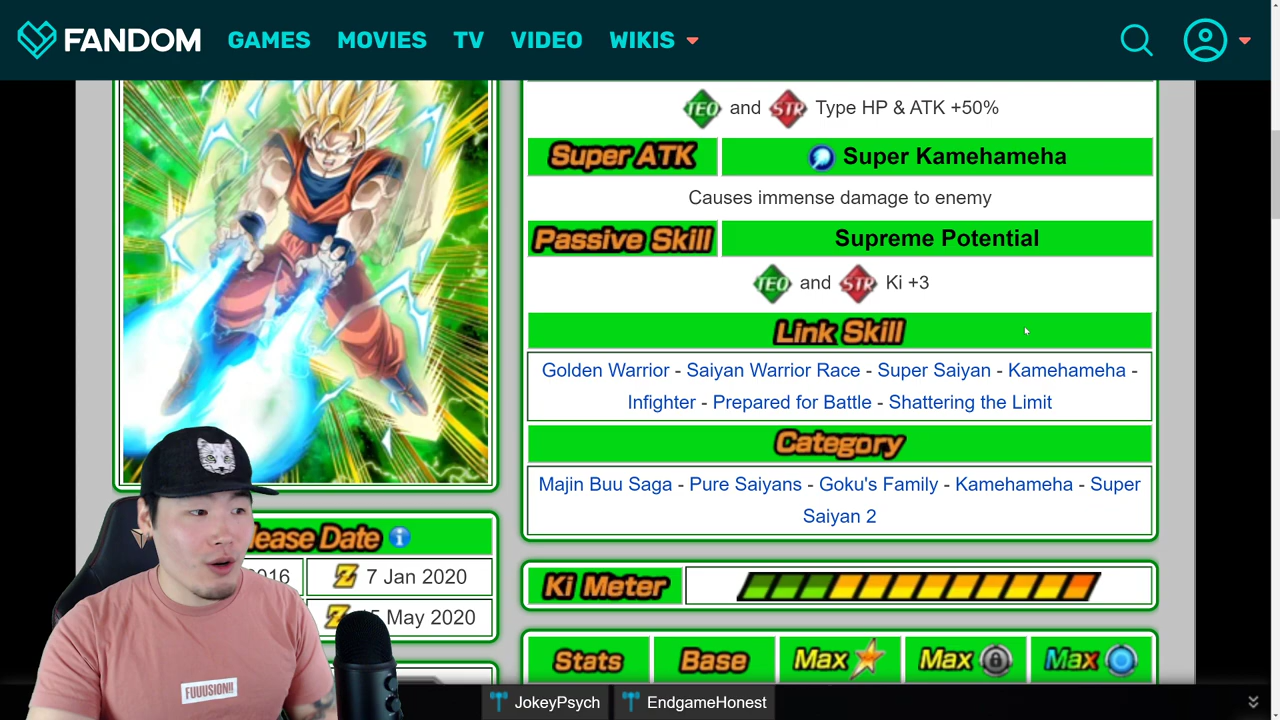 FANDOM GAMES MOVIES TV VIDEO WIKIS
TEQ and STR Type HP & ATK +50%
Super ATK Super Kamehameha
Causes immense damage to enemy
Passive Skill Supreme Potential
TEQ and STR Ki +3
Link Skill
Golden Warrior - Saiyan Warrior Race - Super Saiyan - Kamehameha -
Infighter - Prepared for Battle - Shattering the Limit
Category
Majin Buu Saga - Pure Saiyans - Goku's Family - Kamehameha - Super
Saiyan 2
lease Date
2016 Z 7 Jan 2020
Z May 2020
Ki Meter
Stats Base Max Max Max
FUUUSION!!
JokeyPsych EndgameHonest